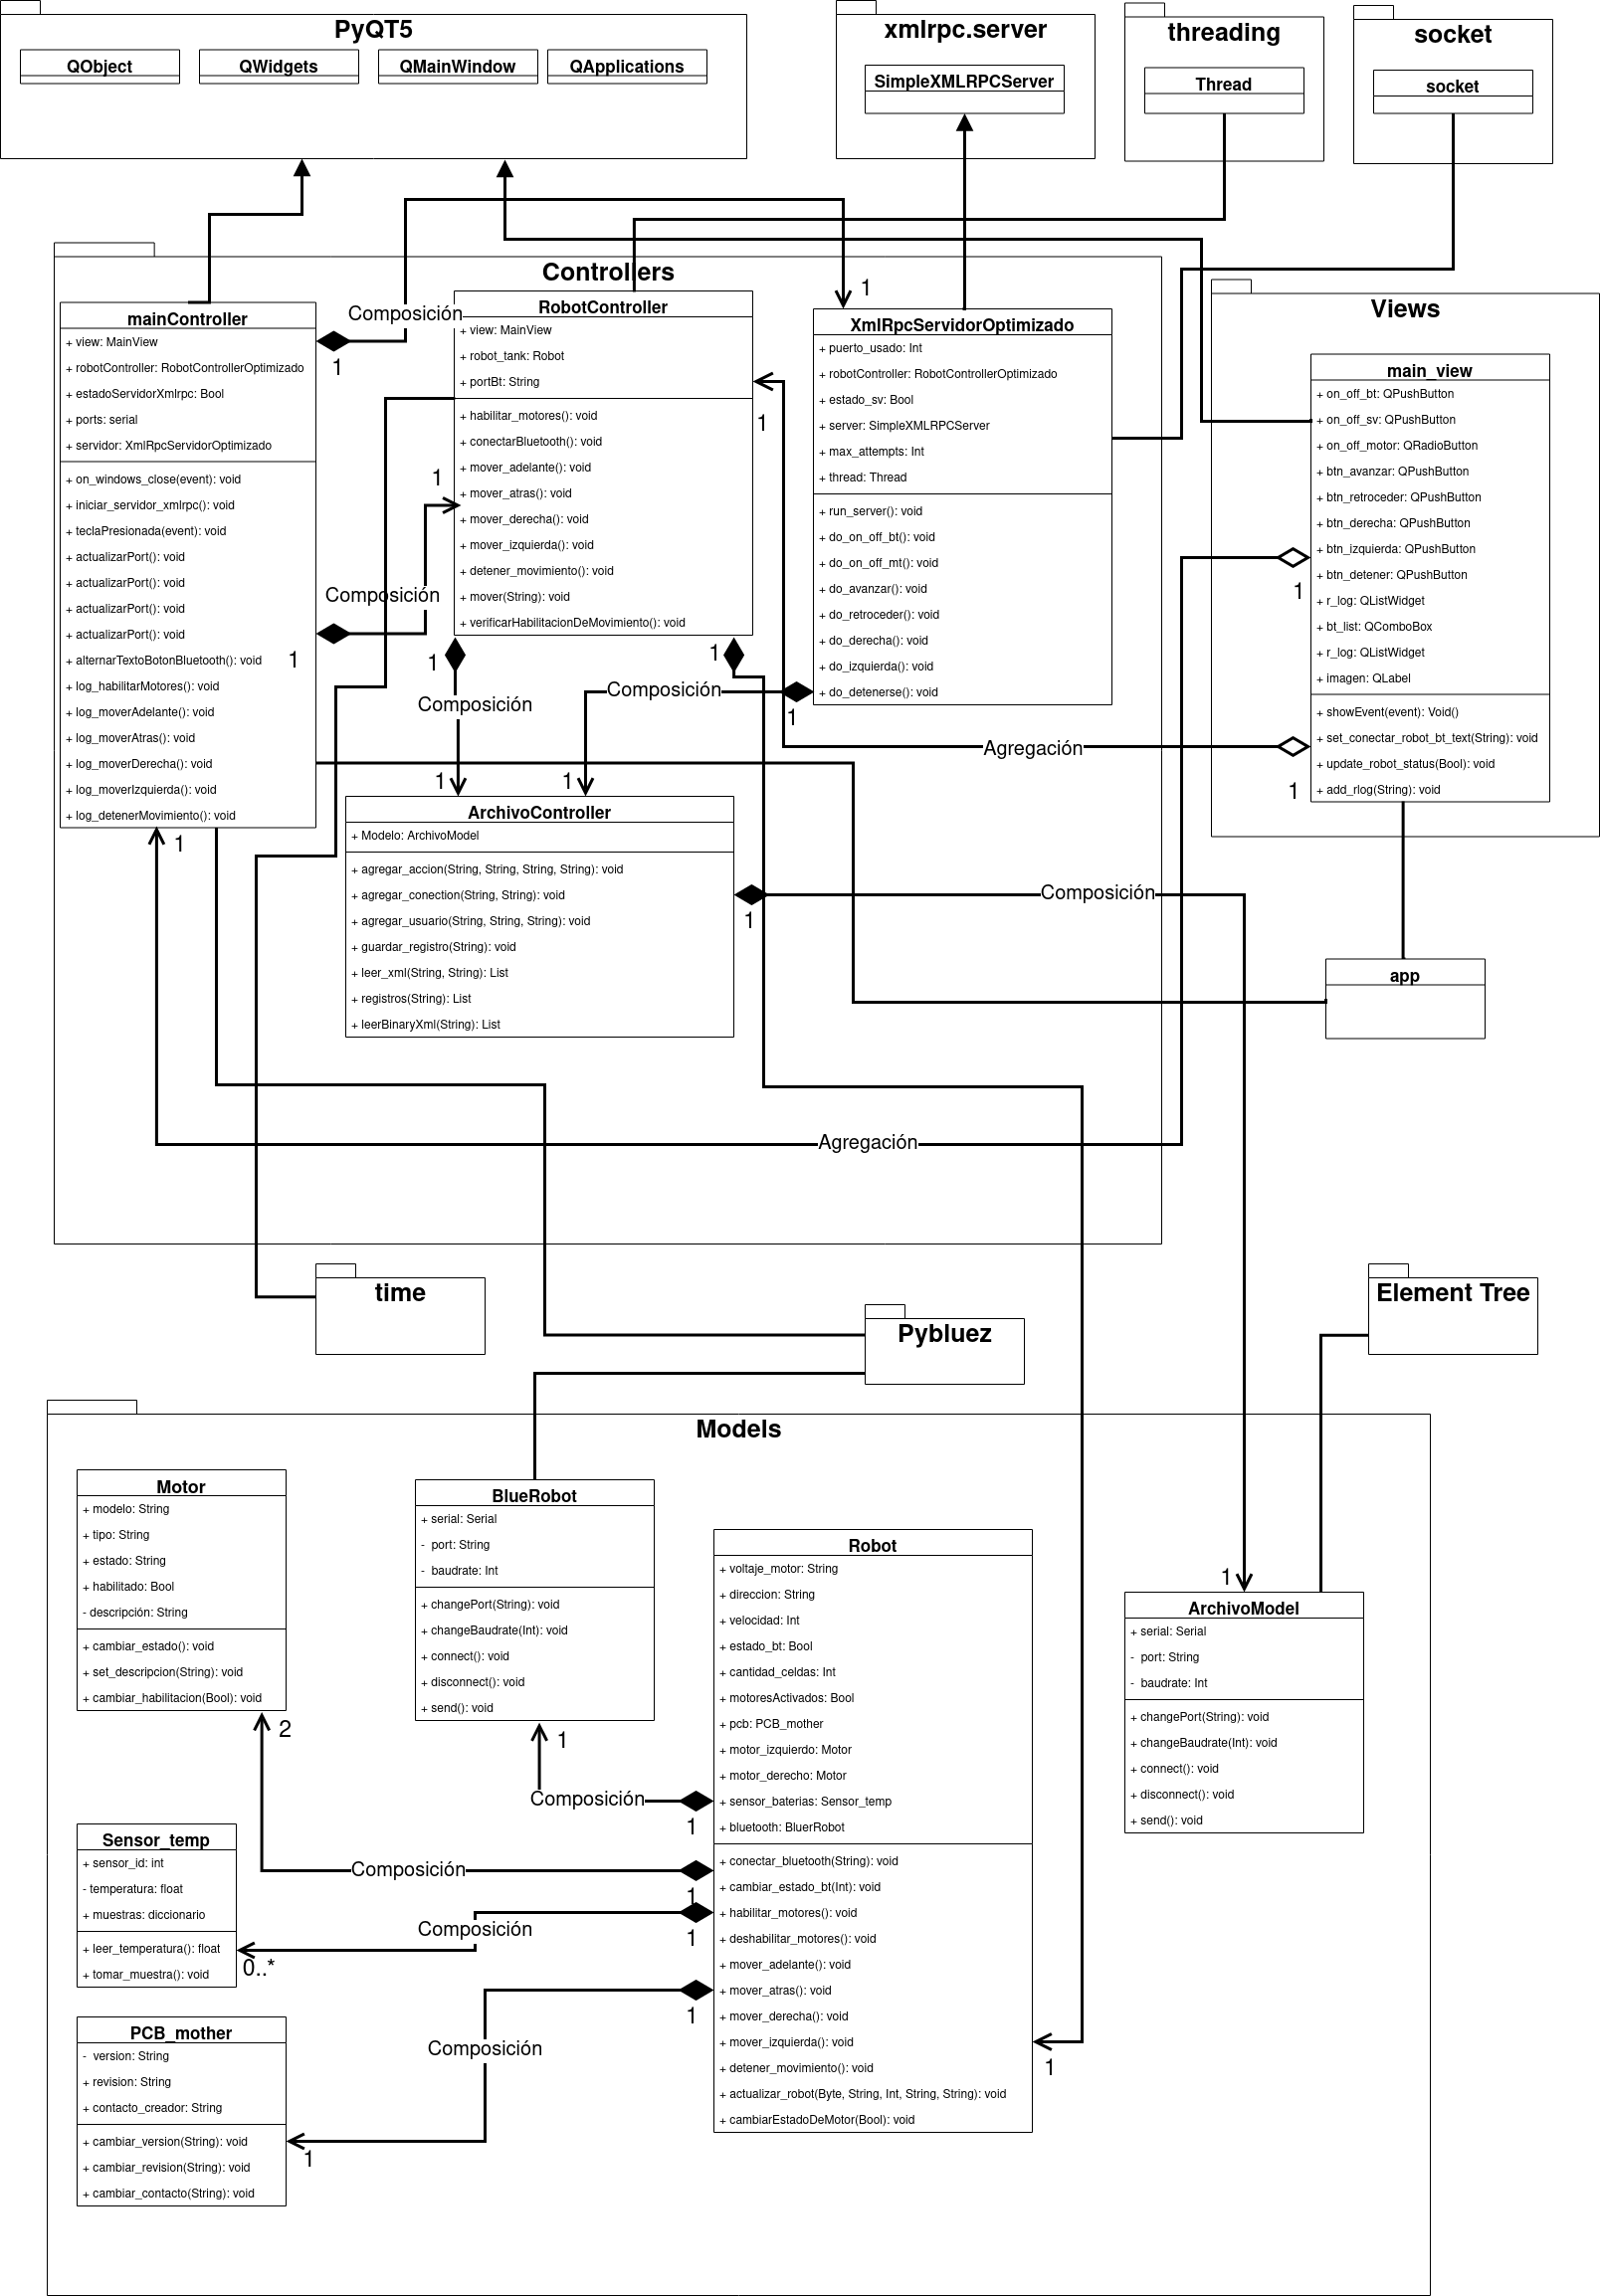 PyQT5
QObject
QWidgets
QMainWindow
QApplications
xmlrpc.server
SimpleXMLRPCServer
threading
Thread
socket
socket
Controllers
mainController
+ view: MainView
+ robotController: RobotControllerOptimizado
+ estadoServidorXmlrpc: Bool
+ ports: serial
+ servidor: XmlRpcServidorOptimizado
+ on_windows_close(event): void
+ iniciar_servidor_xmlrpc(): void
+ teclaPresionada(event): void
+ actualizarPort(): void
+ actualizarPort(): void
+ actualizarPort(): void
+ actualizarPort(): void
+ alternarTextoBotonBluetooth(): void
+ log_habilitarMotores(): void
+ log_moverAdelante(): void
+ log_moverAtras(): void
+ log_moverDerecha(): void
+ log_moverIzquierda(): void
+ log_detenerMovimiento(): void
Composición
1
1
Composición
1
1
RobotController
+ view: MainView
+ robot_tank: Robot
+ portBt: String
+ habilitar_motores(): void
+ conectarBluetooth(): void
+ mover_adelante(): void
+ mover_atras(): void
+ mover_derecha(): void
+ mover_izquierda(): void
+ detener_movimiento(): void
+ mover(String): void
+ verificarHabilitacionDeMovimiento(): void
1
XmlRpcServidorOptimizado
+ puerto_usado: Int
+ robotController: RobotControllerOptimizado
+ estado_sv: Bool
+ server: SimpleXMLRPCServer
+ max_attempts: Int
+ thread: Thread
+ run_server(): void
+ do_on_off_bt(): void
+ do_on_off_mt(): void
+ do_avanzar(): void
+ do_retroceder(): void
+ do_derecha(): void
+ do_izquierda(): void
+ do_detenerse(): void
Views
main_view
+ on_off_bt: QPushButton
+ on_off_sv: QPushButton
+ on_off_motor: QRadioButton
+ btn_avanzar: QPushButton
+ btn_retroceder: QPushButton
+ btn_derecha: QPushButton
+ btn_izquierda: QPushButton
+ btn_detener: QPushButton
+ r_log: QListWidget
+ bt_list: QComboBox
+ r_log: QListWidget
+ imagen: QLabel
+ showEvent(event): Void()
+ set_conectar_robot_bt_text(String): void
+ update_robot_status(Bool): void
+ add_rlog(String): void
1
1
1
Composición
1
1
Composición
1
1
Agregación
ArchivoController
+ Modelo: ArchivoModel
+ agregar_accion(String, String, String, String): void
+ agregar_conection(String, String): void
+ agregar_usuario(String, String, String): void
+ guardar_registro(String): void
+ leer_xml(String, String): List
+ registros(String): List
+ leerBinaryXml(String): List
1
1
Composición
app
Agregación
time
Pybluez
Element Tree
Models
Motor
+ modelo: String
+ tipo: String
+ estado: String
+ habilitado: Bool
- descripción: String
+ cambiar_estado(): void
+ set_descripcion(String): void
+ cambiar_habilitacion(Bool): void
2
BlueRobot
+ serial: Serial
- port: String
- baudrate: Int
+ changePort(String): void
+ changeBaudrate(Int): void
+ connect(): void
+ disconnect(): void
+ send(): void
1
Robot
+ voltaje_motor: String
+ direccion: String
+ velocidad: Int
+ estado_bt: Bool
+ cantidad_celdas: Int
+ motoresActivados: Bool
+ pcb: PCB_mother
+ motor_izquierdo: Motor
+ motor_derecho: Motor
+ sensor_baterias: Sensor_temp
+ bluetooth: BluerRobot
+ conectar_bluetooth(String): void
+ cambiar_estado_bt(Int): void
+ habilitar_motores(): void
+ deshabilitar_motores(): void
+ mover_adelante(): void
+ mover_atras(): void
+ mover_derecha(): void
+ mover_izquierda(): void
+ detener_movimiento(): void
+ actualizar_robot(Byte, String, Int, String, String): void
+ cambiarEstadoDeMotor(Bool): void
1
1
ArchivoModel
+ serial: Serial
- port: String
- baudrate: Int
+ changePort(String): void
+ changeBaudrate(Int): void
+ connect(): void
+ disconnect(): void
+ send(): void
Composición
1
Composición
1
Composición
1
Composición
1
Sensor_temp
+ sensor_id: int
- temperatura: float
+ muestras: diccionario
+ leer_temperatura(): float
+ tomar_muestra(): void
0..*
PCB_mother
- version: String
+ revision: String
+ contacto_creador: String
+ cambiar_version(String): void
+ cambiar_revision(String): void
+ cambiar_contacto(String): void
1